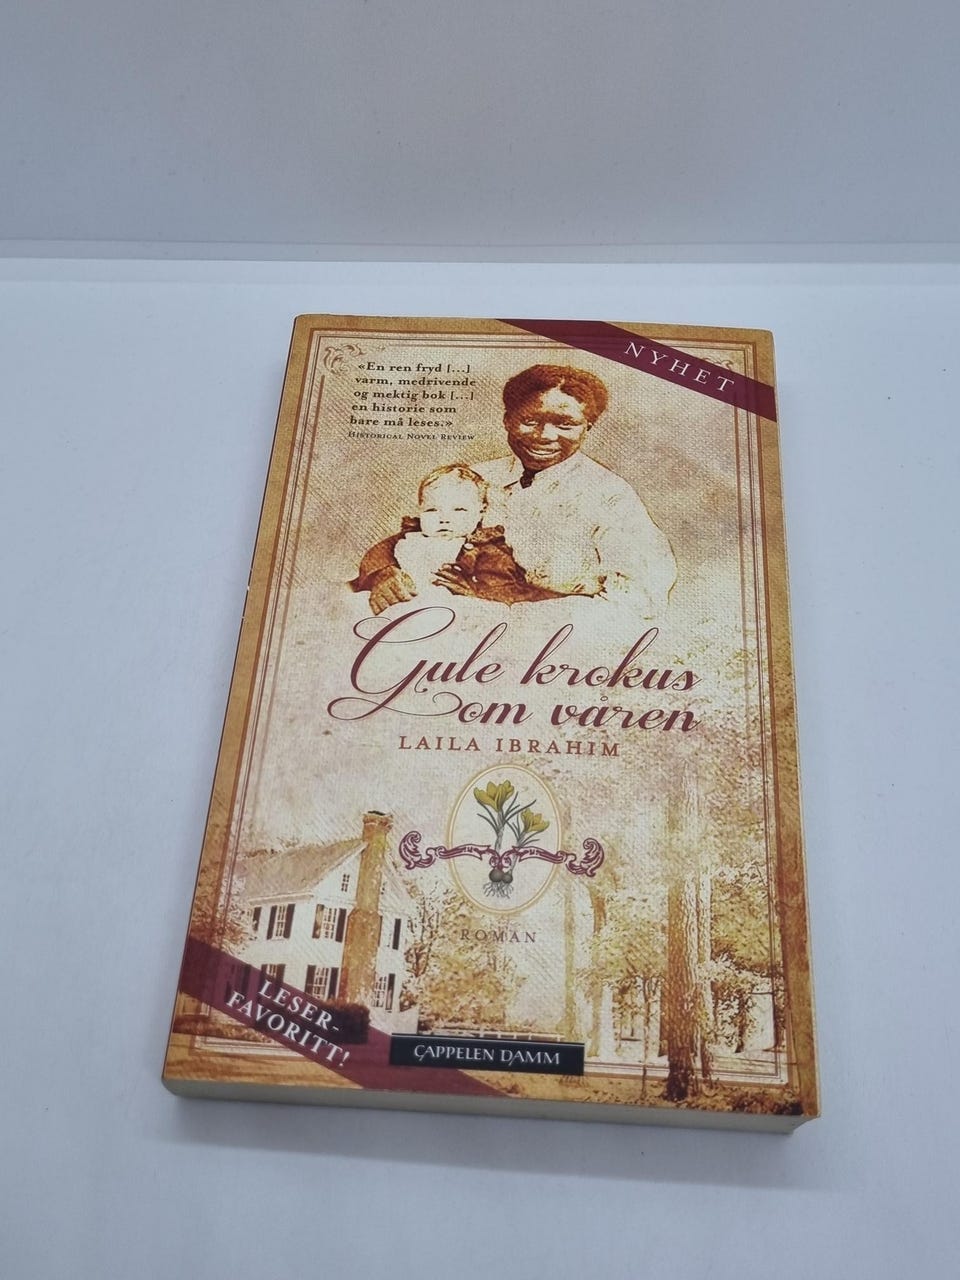 NYHET
«En ren fryd [...]
varm, medrivende
og mektig bok [...]
en historie som
bare må leses.»
HISTORICAL NOVEL REVIEW
Gule krokus
om våren
LAILA IBRAHIM
ROMAN
LESER-
FAVORITT!
CAPPELEN DAMM